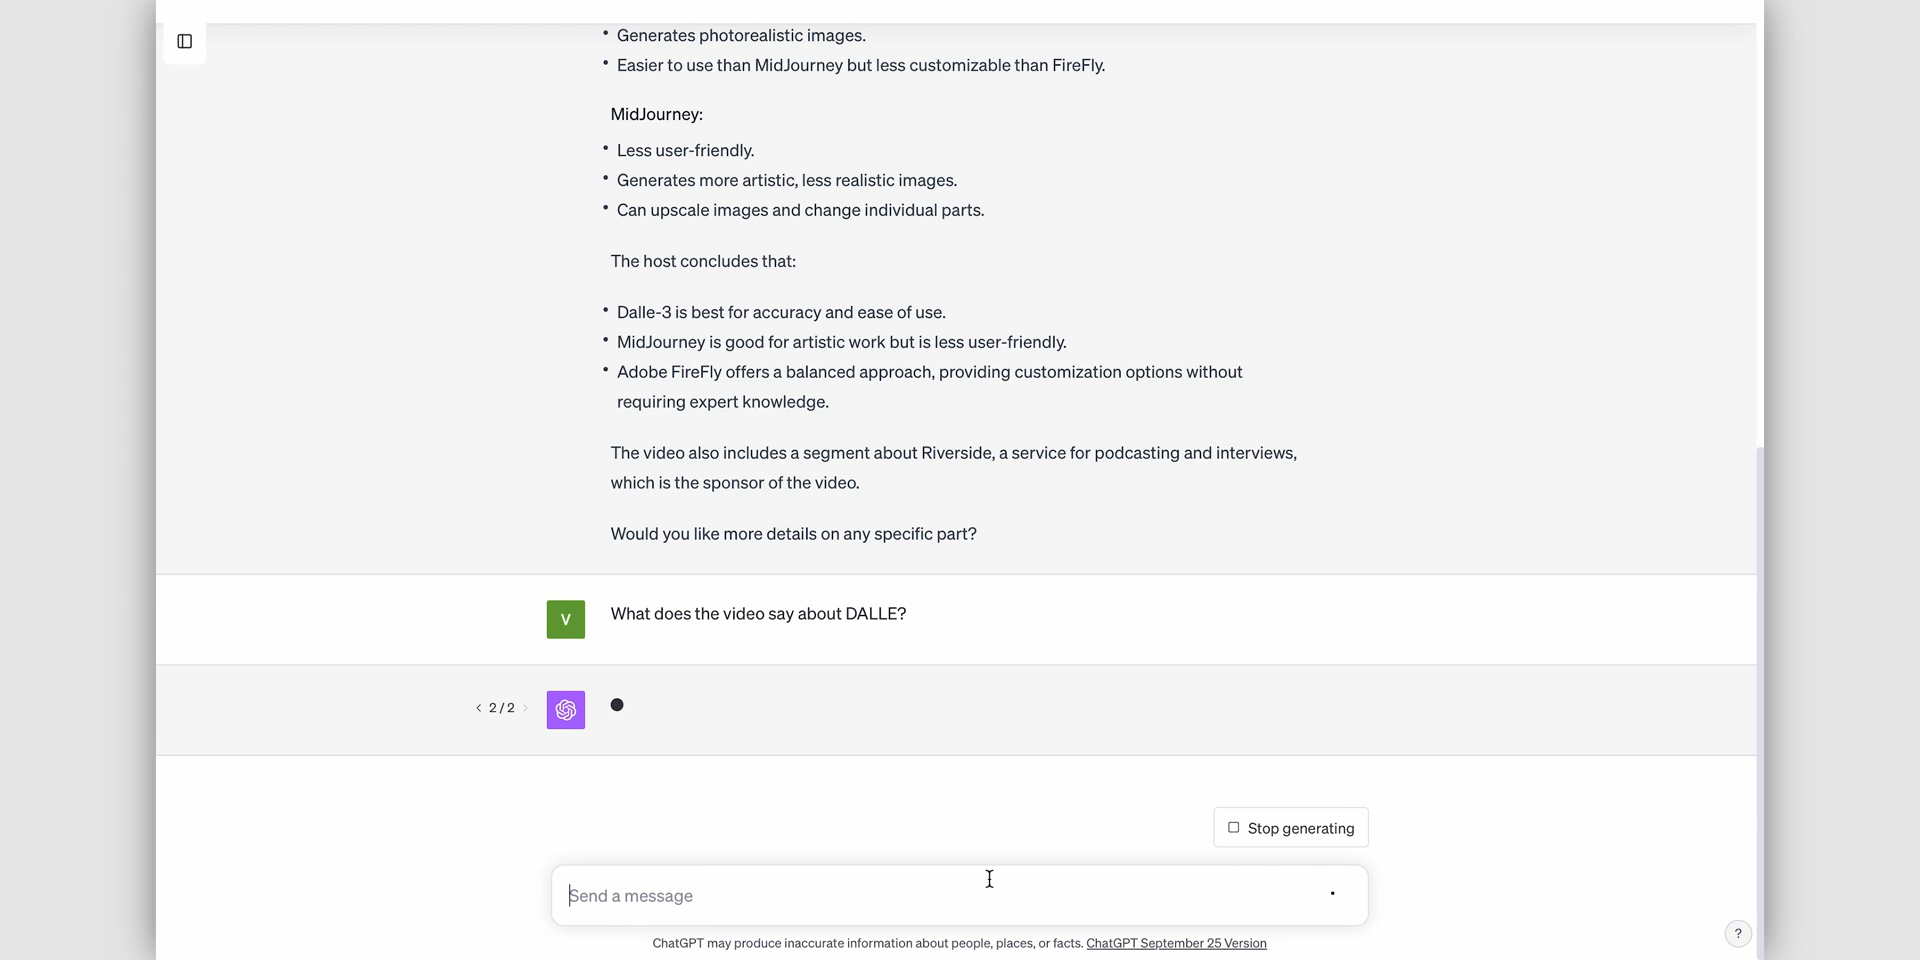 • Generates photorealistic images.
• Easier to use than MidJourney but less customizable than FireFly.
MidJourney:
• Less user-friendly.
• Generates more artistic, less realistic images.
• Can upscale images and change individual parts.
The host concludes that:
• Dalle-3 is best for accuracy and ease of use.
• MidJourney is good for artistic work but is less user-friendly.
• Adobe FireFly offers a balanced approach, providing customization options without
requiring expert knowledge.
The video also includes a segment about Riverside, a service for podcasting and interviews,
which is the sponsor of the video.
Would you like more details on any specific part?
V
What does the video say about DALLE?
< 2 / 2 >
Stop generating
Send a message
ChatGPT may produce inaccurate information about people, places, or facts. ChatGPT September 25 Version
?